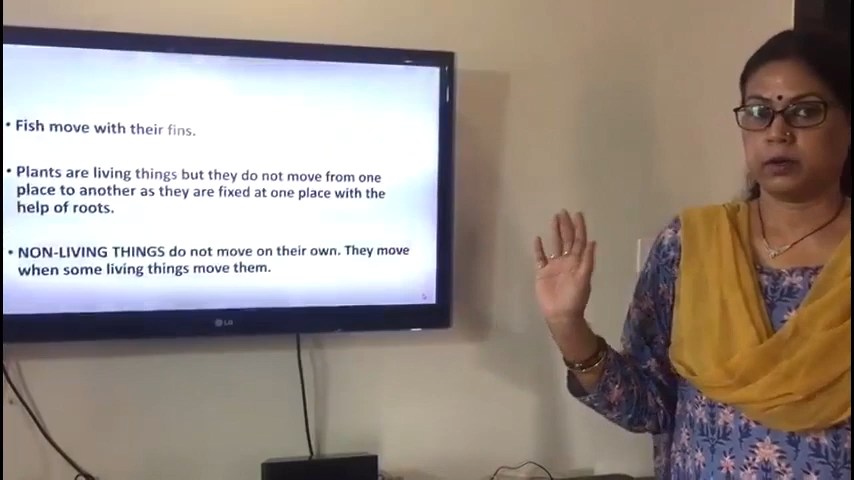 • Fish move with their fins.
• Plants are living things but they do not move from one
place to another as they are fixed at one place with the
help of roots.
• NON-LIVING THINGS do not move on their own. They move
when some living things move them.
LG